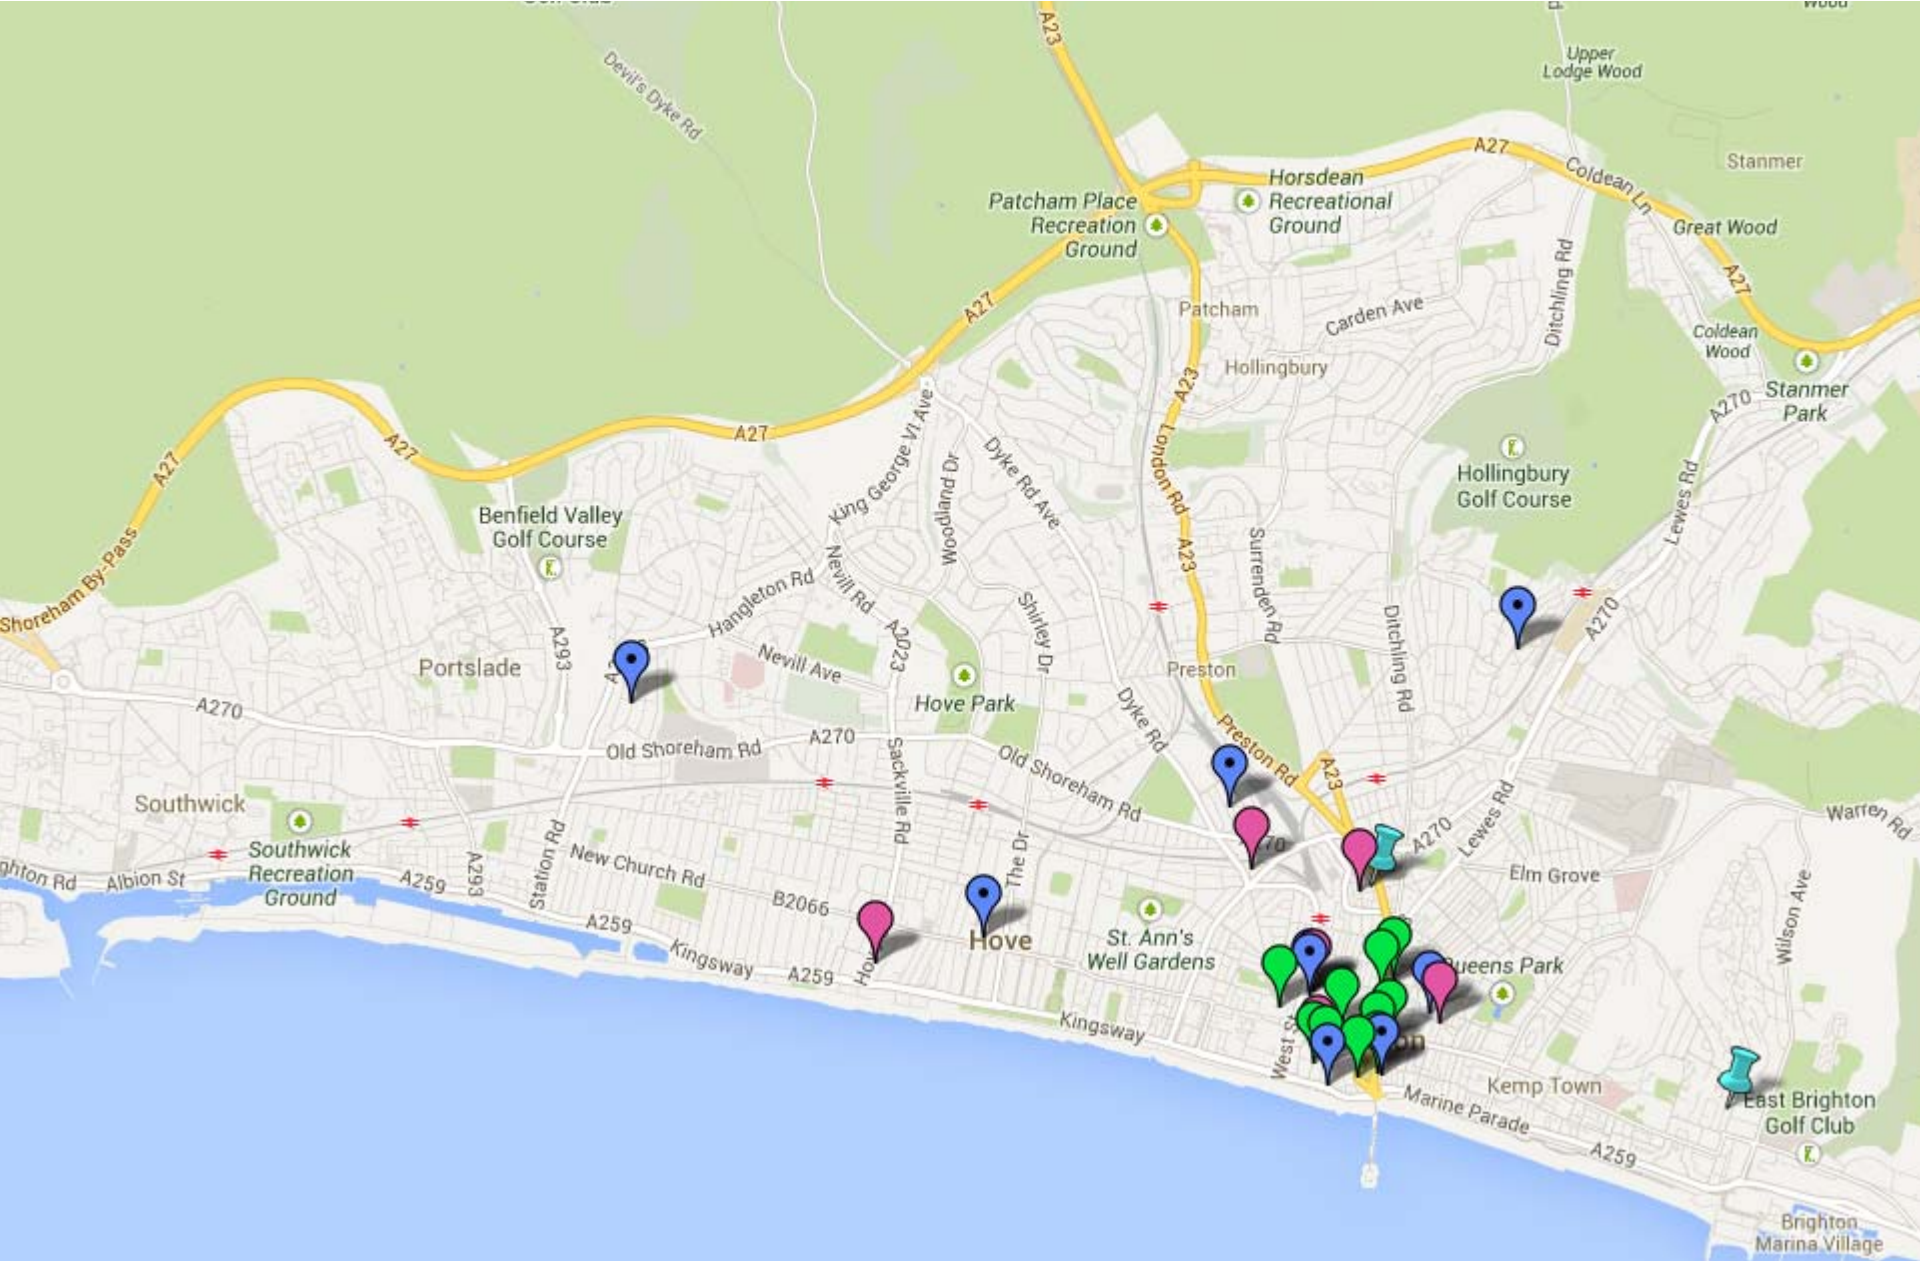 A23
Upper
Lodge Wood
Devil's Dyke Rd
A27
Stanmer
Coldean Ln
Horsdean
Recreational
Ground
Patcham Place
Recreation
Ground
Great Wood
A27
A27
Ditchling Rd
Patcham
Carden Ave
Coldean
Wood
Hollingbury
A23
Stanmer
Park
A270
King George VI Ave
A27
A27
A27
Dyke Rd Ave
Woodland Dr
London Rd
Hollingbury
Golf Course
Lewes Rd
Benfield Valley
Golf Course
Shoreham By-Pass
A23
Surrenden Rd
Nevill Rd
Hangleton Rd
Shirley Dr
Ditchling Rd
A270
A293
A2023
Portslade
Nevill Ave
Preston
Hove Park
A270
Dyke Rd
Old Shoreham Rd
A270
Preston Rd
Sackville Rd
Old Shoreham Rd
A23
Southwick
Lewes Rd
Warren Rd
A270
Station Rd
Southwick
Recreation
Ground
New Church Rd
The Dr
Elm Grove
Albion St
A259
A293
B2066
Wilson Ave
A259
Hove
St. Ann's
Well Gardens
Kingsway
A259
Queens Park
Kingsway
West St
Kemp Town
Marine Parade
East Brighton
Golf Club
A259
Brighton
Marina Village